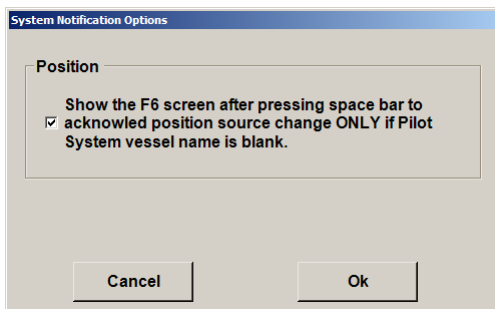 System Notification Options
Position
Show the F6 screen after pressing space bar to
acknowled position source change ONLY if Pilot
System vessel name is blank.
Cancel Ok